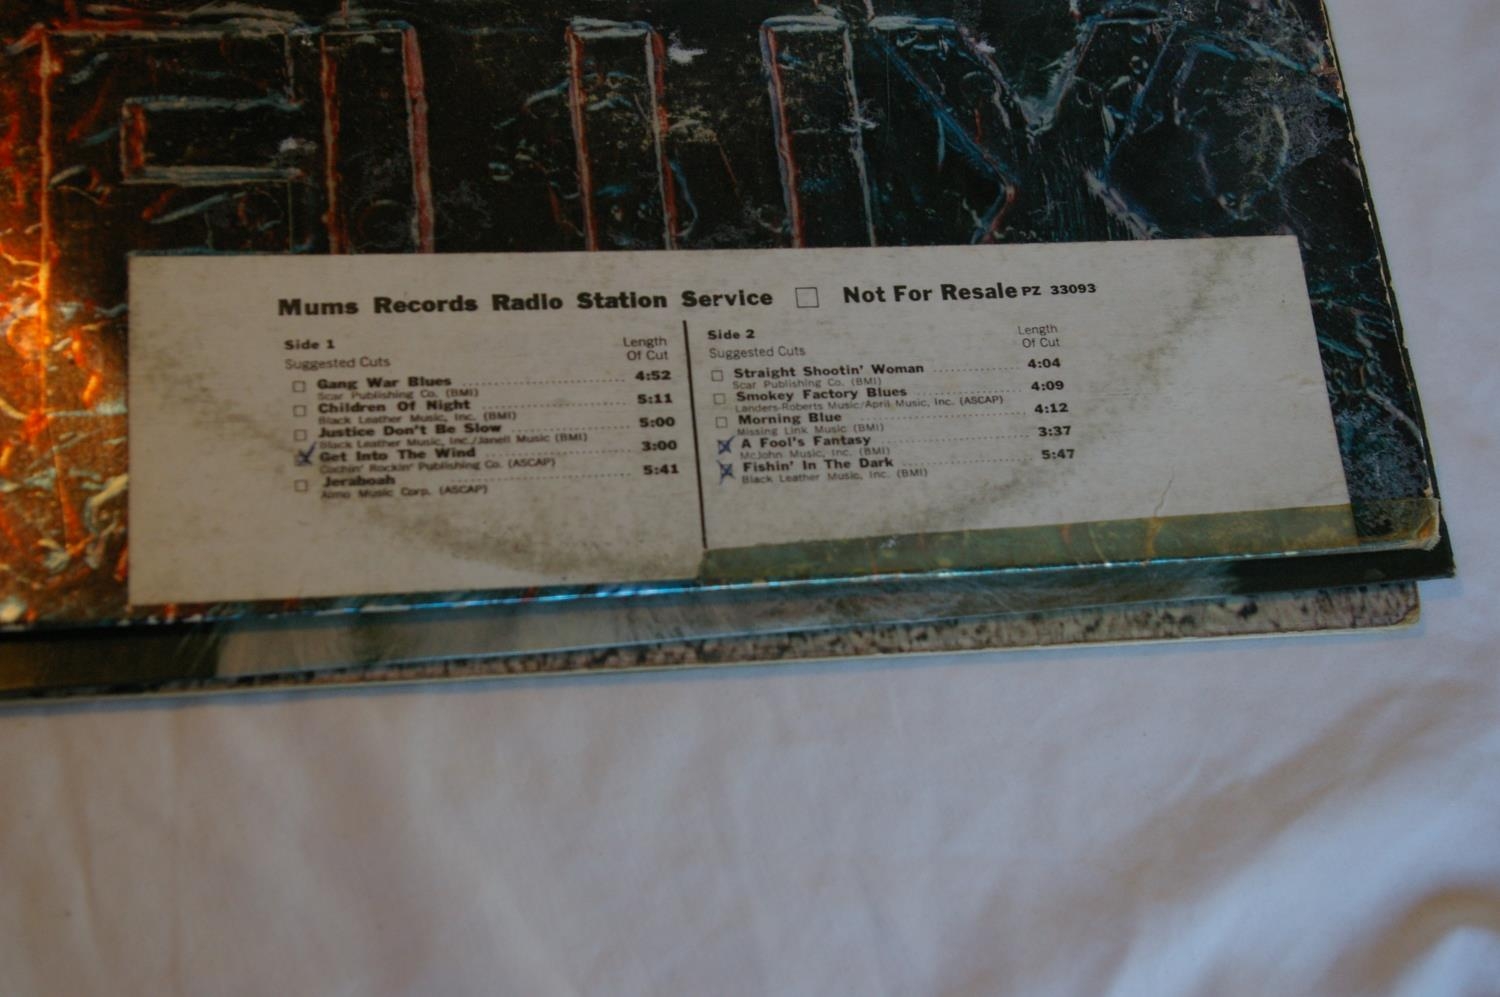 Mums Records Radio Station Service □ Not For Resale PZ 33093
Side 1
Suggested Cuts
Length
Of Cut
Gang War Blues 4:52
Scar Publishing Co. (BMI)
Children Of Night 5:11
Black Leather Music, Inc. (BMI)
Justice Don't Be Slow 5:00
Black Leather Music, Inc./Janell Music (BMI)
Get Into The Wind 3:00
Cochin' Rockin' Publishing Co. (ASCAP)
Jeraboah 5:41
Almo Music Corp. (ASCAP)
Side 2
Suggested Cuts
Length
Of Cut
Straight Shootin' Woman 4:04
Scar Publishing Co. (BMI)
Smokey Factory Blues 4:09
Landers-Roberts Music/April Music, Inc. (ASCAP)
Morning Blue 4:12
Missing Link Music (BMI)
A Fool's Fantasy 3:37
McJohn Music, Inc. (BMI)
Fishin' In The Dark 5:47
Black Leather Music, Inc. (BMI)